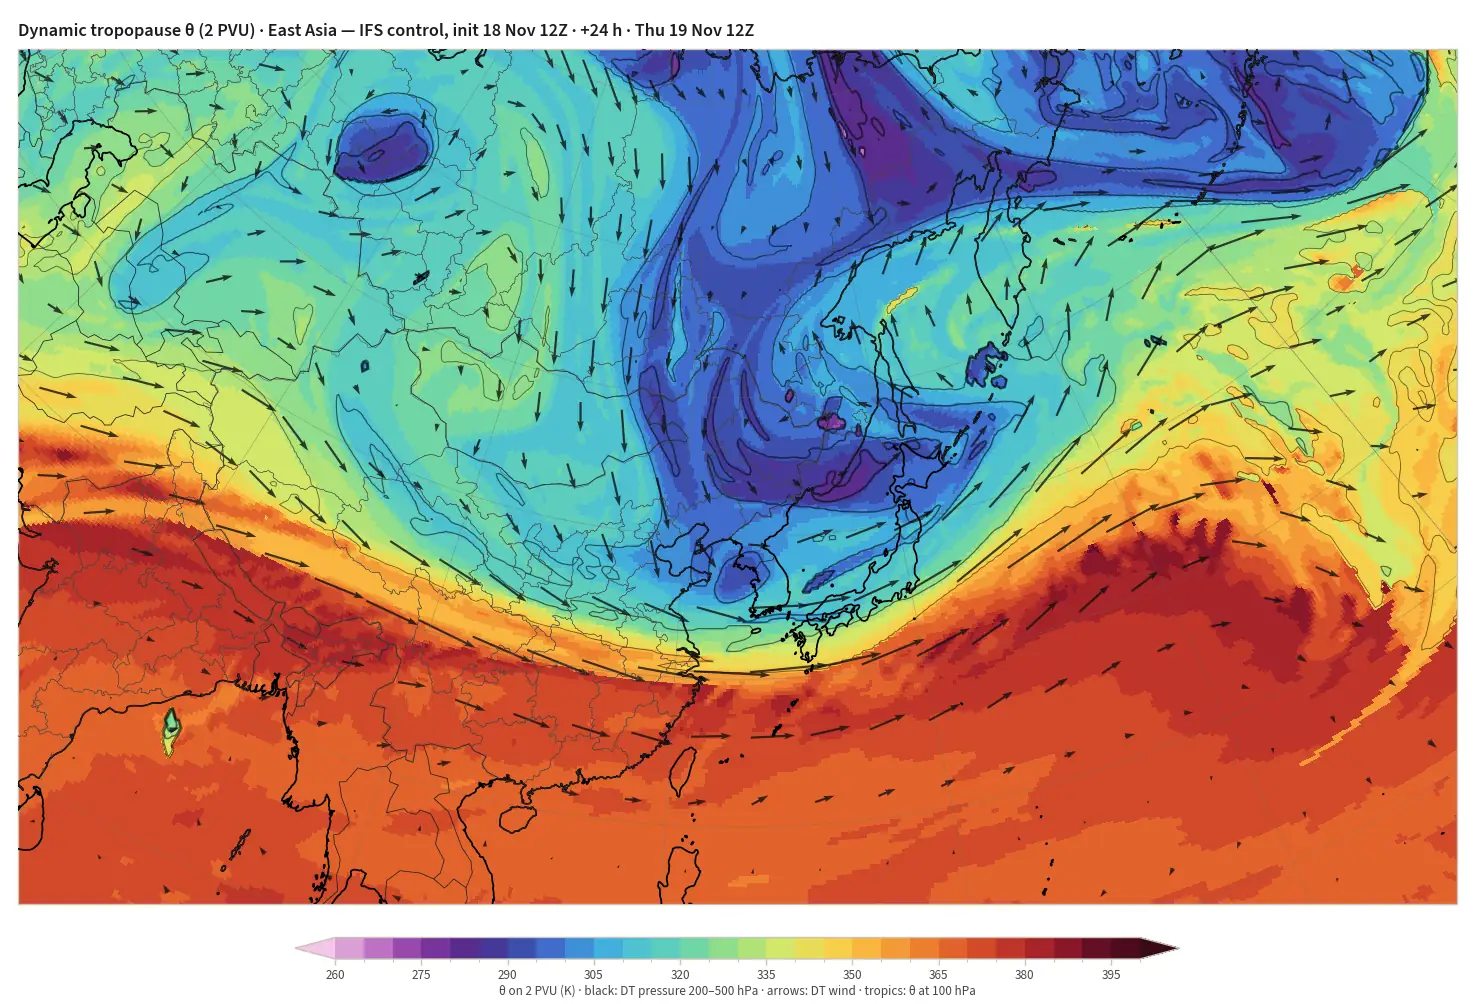 Dynamic tropopause θ (2 PVU) · East Asia — IFS control, init 18 Nov 12Z · +24 h · Thu 19 Nov 12Z
260 275 290 305 320 335 350 365 380 395
θ on 2 PVU (K) · black: DT pressure 200–500 hPa · arrows: DT wind · tropics: θ at 100 hPa